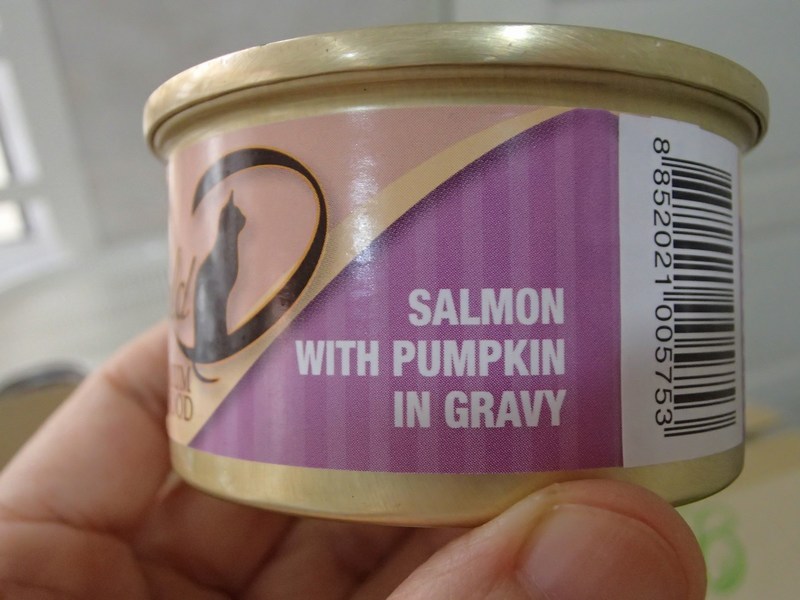 SALMON
WITH PUMPKIN
IN GRAVY
8 852021 005753